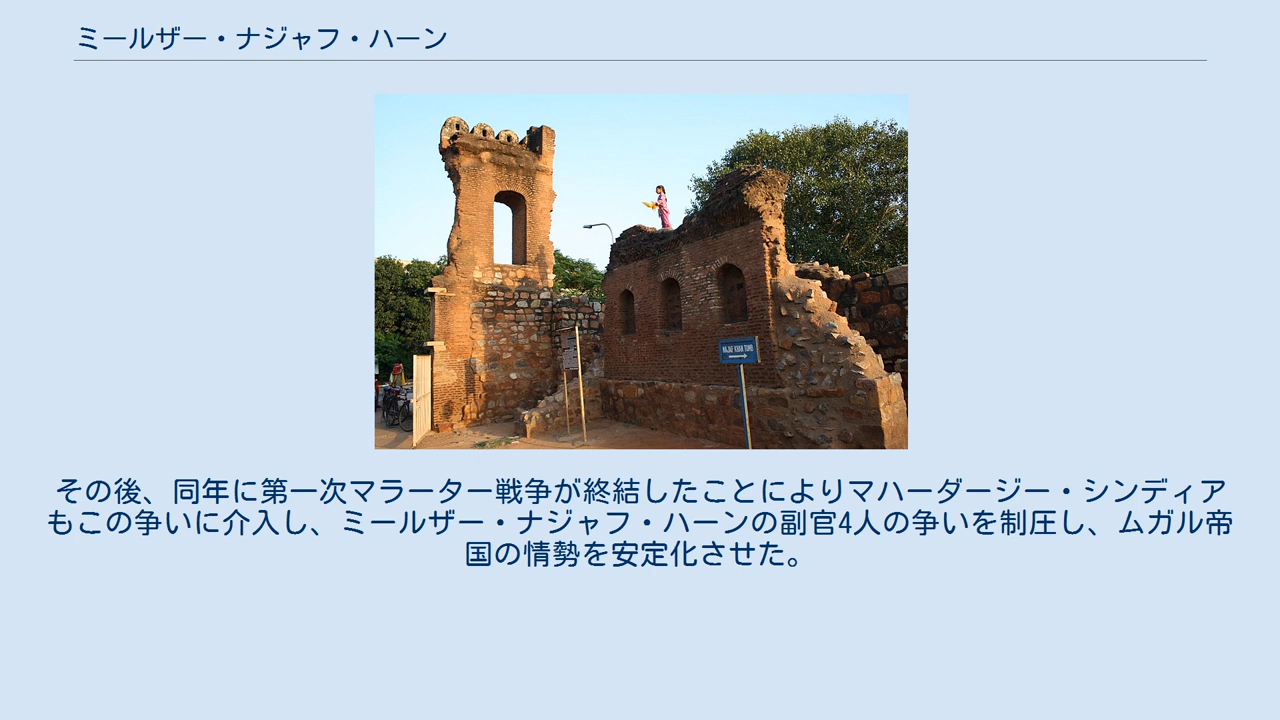 ミールザー・ナジャフ・ハーン
NAJAF KHAN TOMB
その後、同年に第一次マラーター戦争が終結したことによりマハーダージー・シンディア
もこの争いに介入し、ミールザー・ナジャフ・ハーンの副官4人の争いを制圧し、ムガル帝
国の情勢を安定化させた。